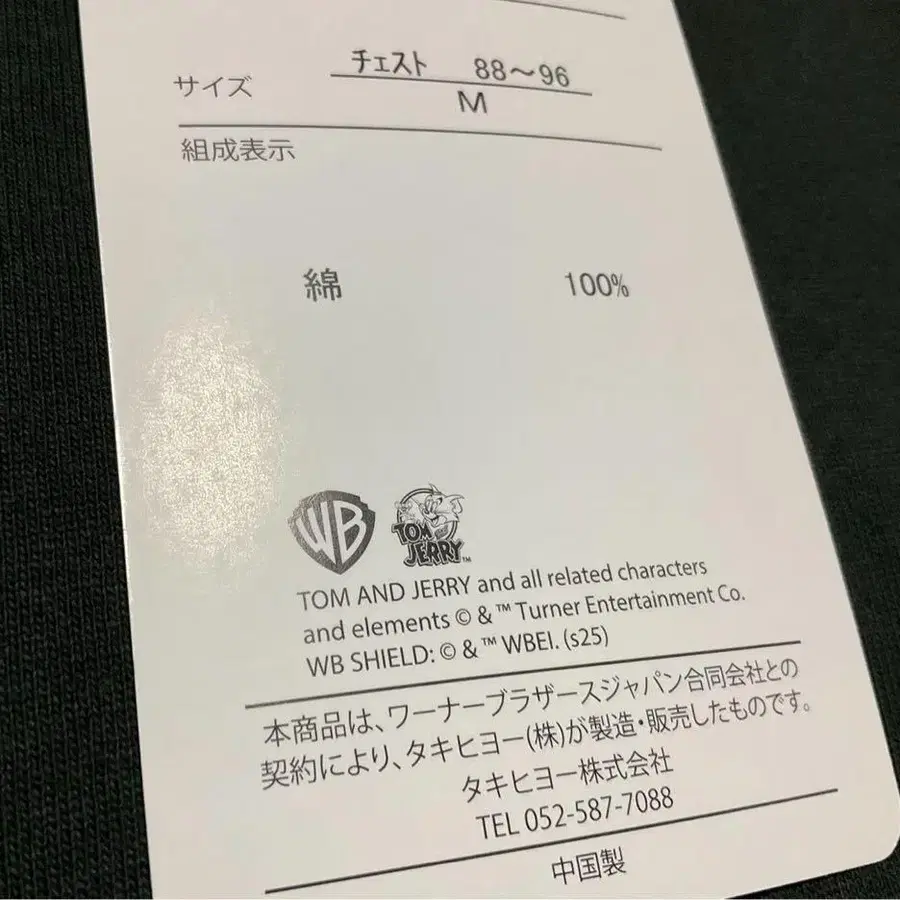 サイズ
チェスト 88〜96
M
組成表示
綿 100%
WB
TOM AND JERRY™
TOM AND JERRY and all related characters
and elements © & ™ Turner Entertainment Co.
WB SHIELD: © & ™ WBEI. (s25)
本商品は、ワーナーブラザースジャパン合同会社との
契約により、タキヒヨー(株)が製造・販売したものです。
タキヒヨー株式会社
TEL 052-587-7088
中国製